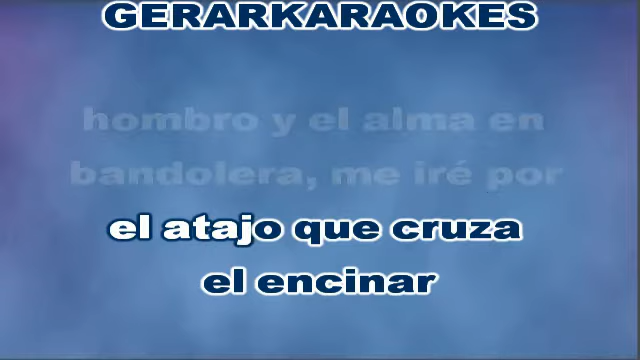 GERARKARAOKES
hombro y el alma en
bandolera, me iré por
el atajo que cruza
el encinar